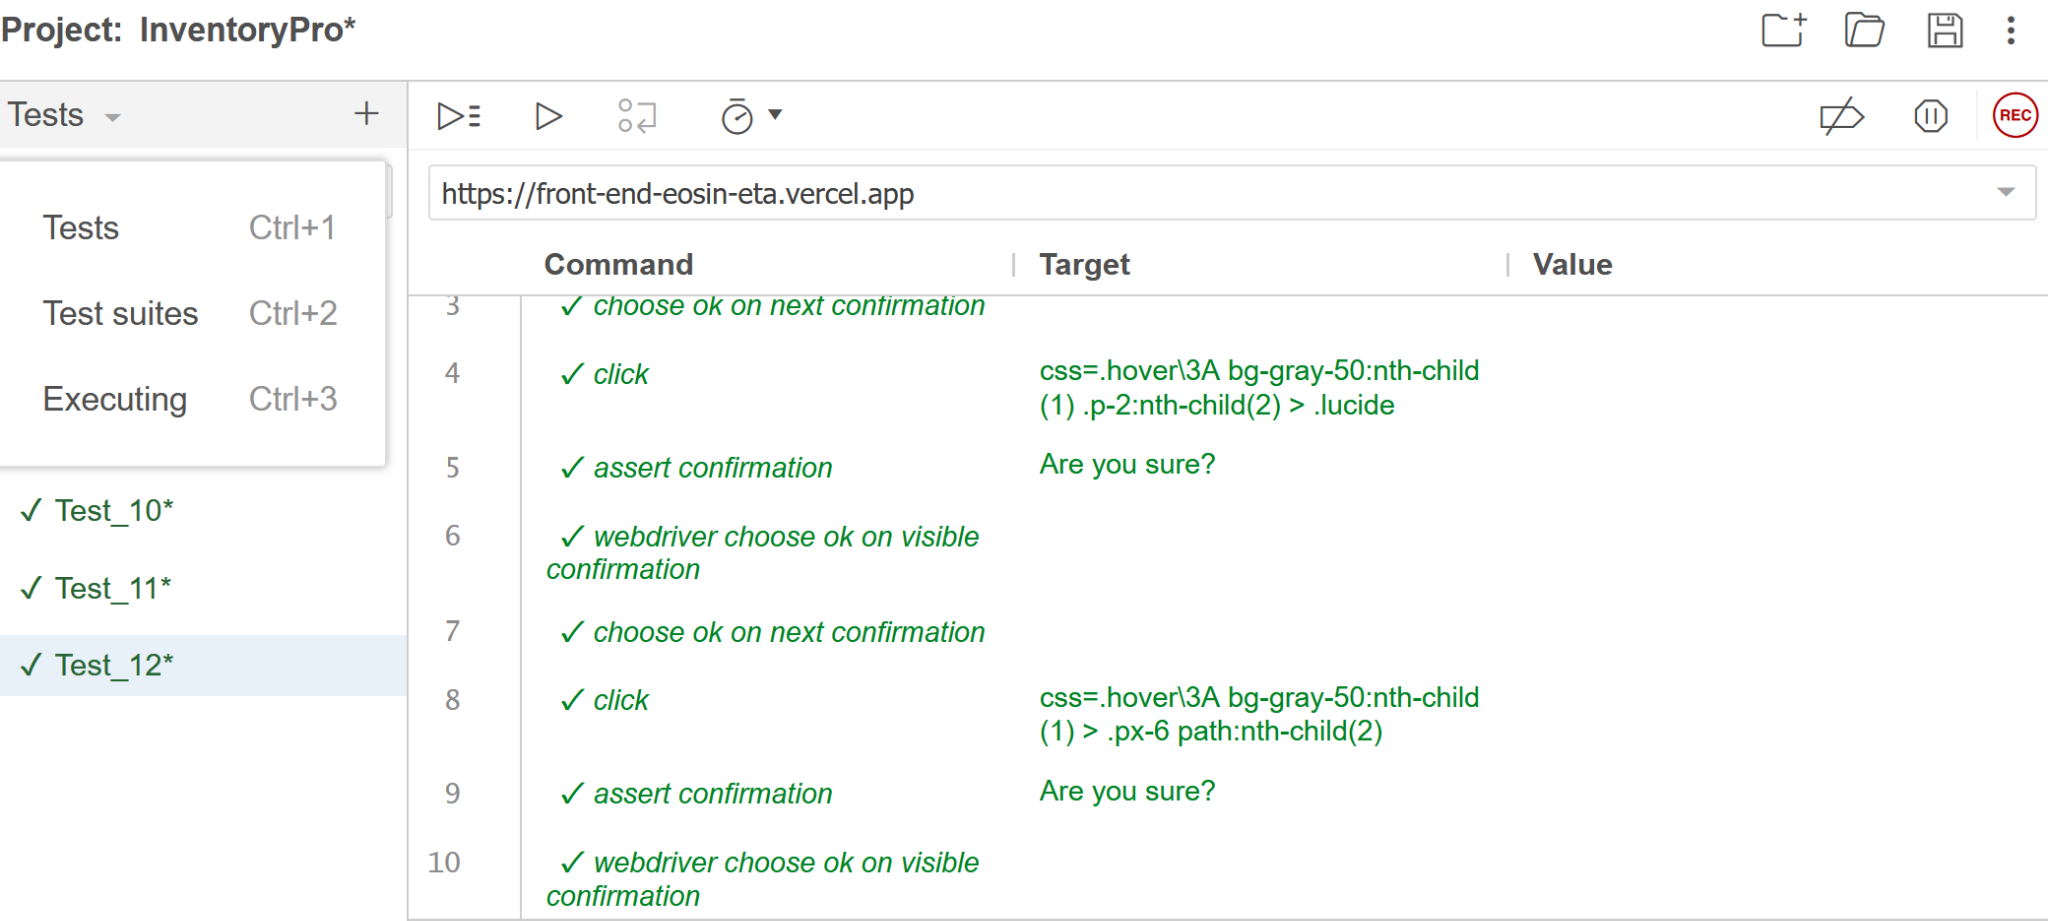 Project: InventoryPro*
Tests
REC
https://front-end-eosin-eta.vercel.app
Tests Ctrl+1
Test suites Ctrl+2
Executing Ctrl+3
✓ Test_10*
✓ Test_11*
✓ Test_12*
Command Target Value
3 ✓ choose ok on next confirmation
4 ✓ click css=.hover\3A bg-gray-50:nth-child
(1) .p-2:nth-child(2) > .lucide
5 ✓ assert confirmation Are you sure?
6 ✓ webdriver choose ok on visible
confirmation
7 ✓ choose ok on next confirmation
8 ✓ click css=.hover\3A bg-gray-50:nth-child
(1) > .px-6 path:nth-child(2)
9 ✓ assert confirmation Are you sure?
10 ✓ webdriver choose ok on visible
confirmation